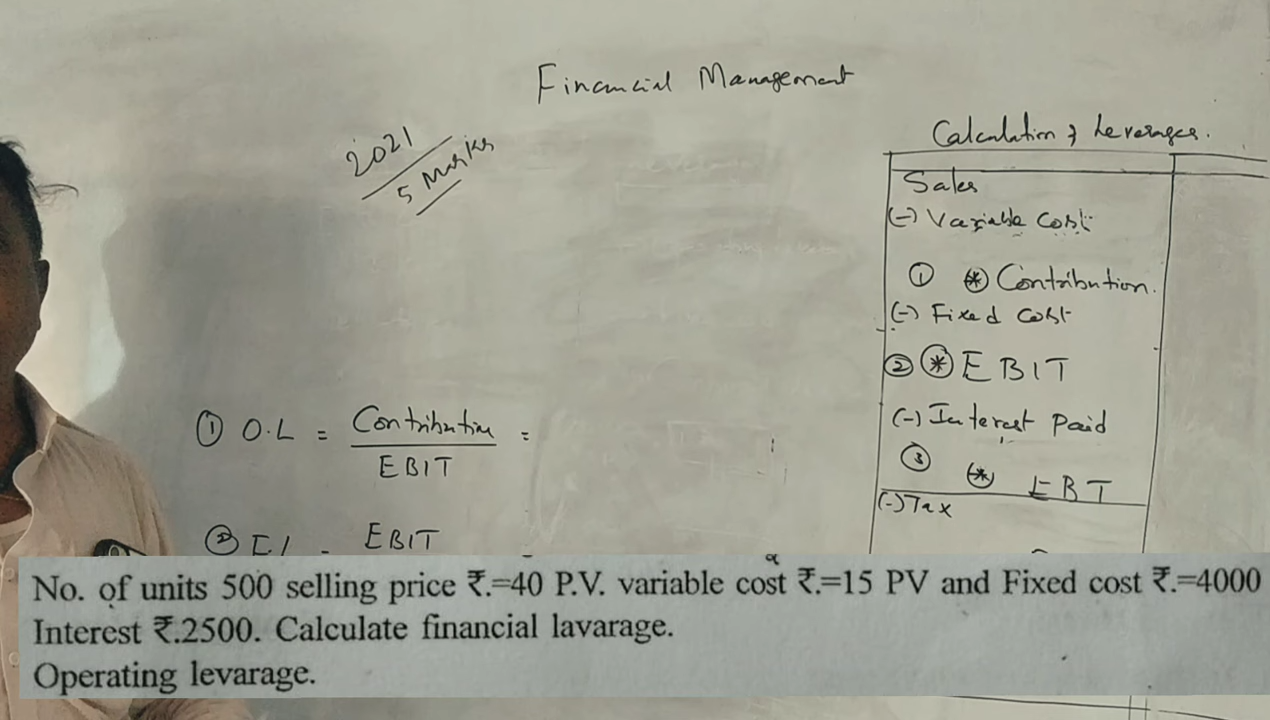 Financial Management
2021
5 Marks
Calculation of Leverages.
Sales
(-) Variable Cost
① * Contribution.
(-) Fixed Cost
② * EBIT
(-) Interest Paid
③ * EBT
(-) Tax
① O.L = Contribution / EBIT =
② F.L = EBIT
No. of units 500 selling price ₹.=40 P.V. variable cost ₹.=15 PV and Fixed cost ₹.=4000
Interest ₹.2500. Calculate financial lavarage.
Operating levarage.